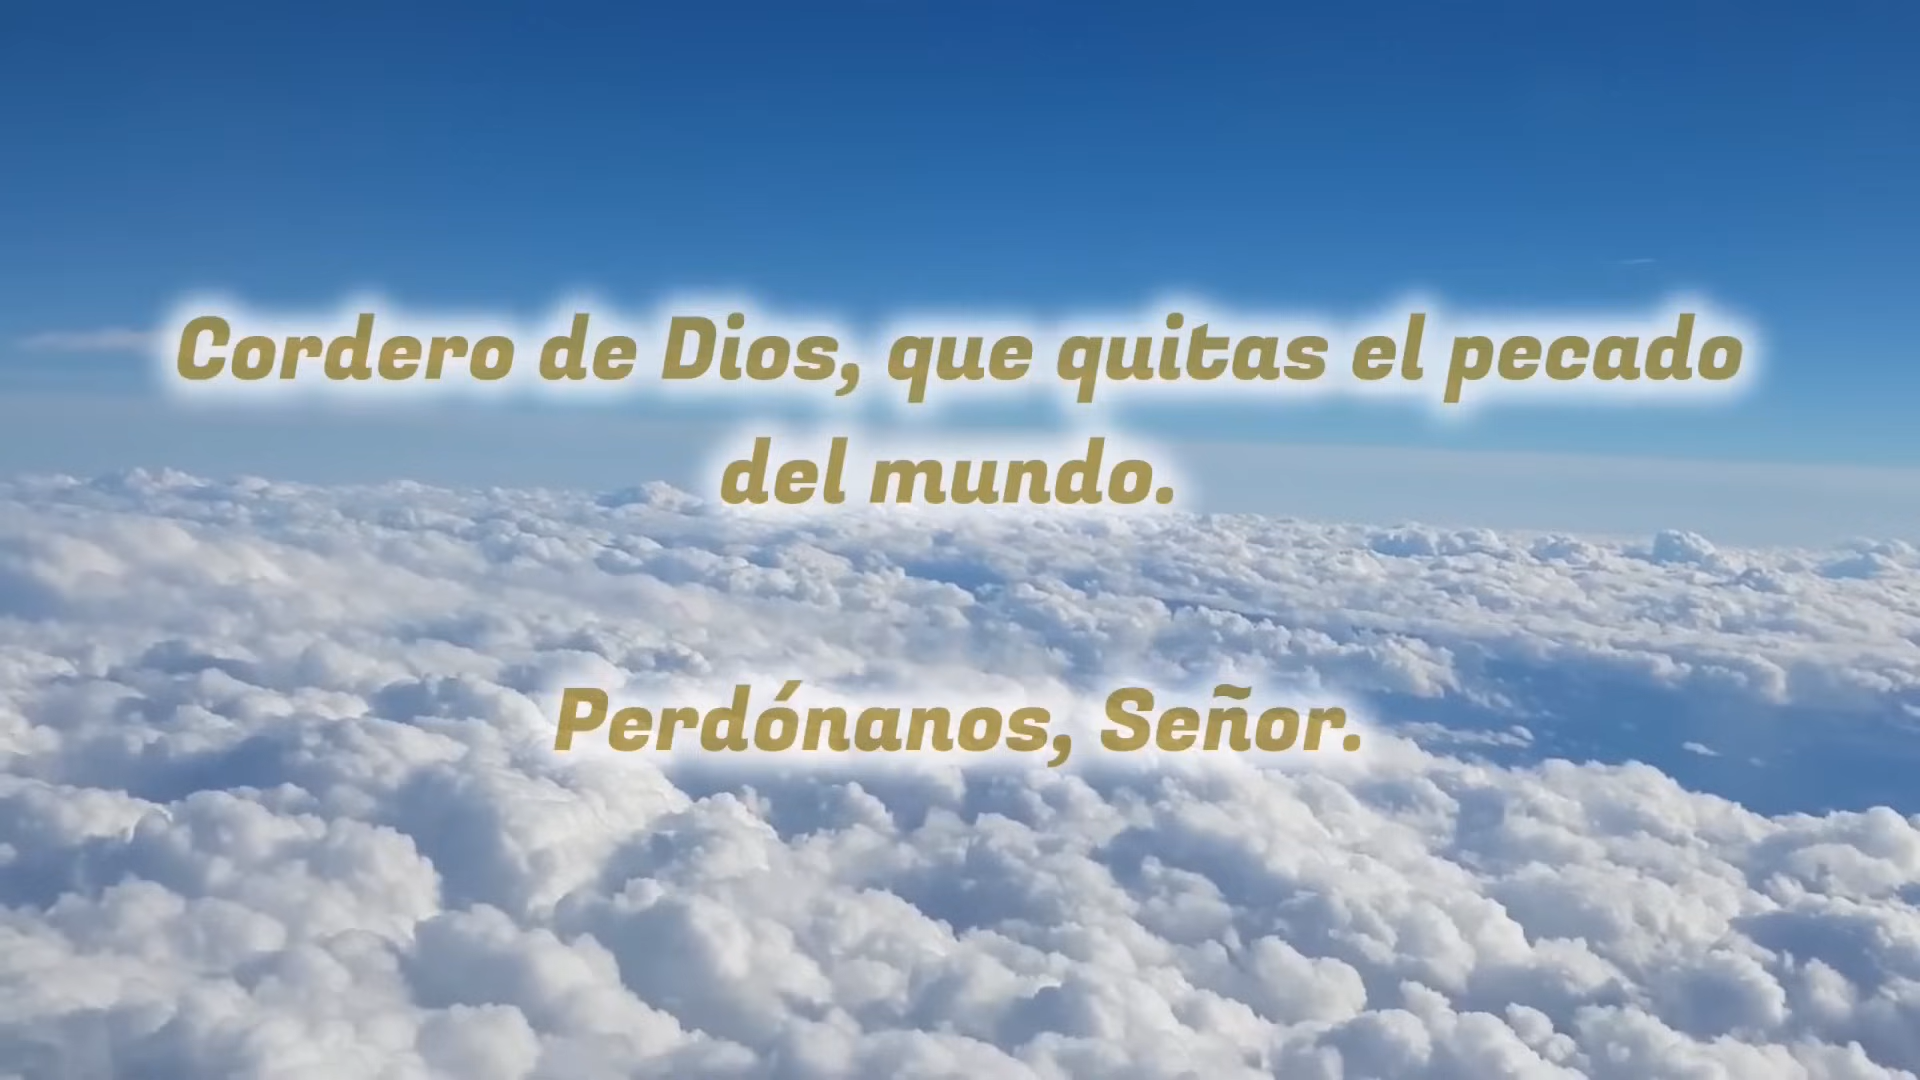 Cordero de Dios, que quitas el pecado
del mundo.
Perdónanos, Señor.